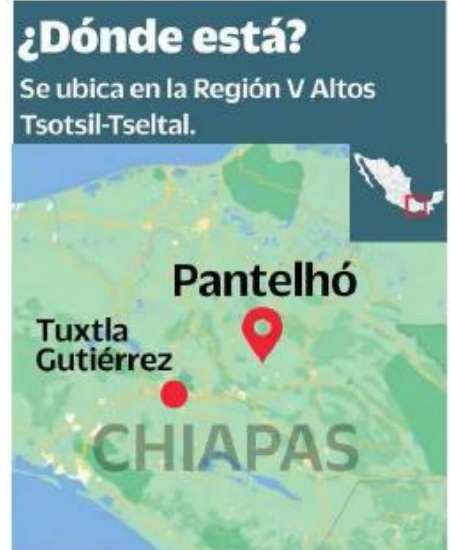 ¿Dónde está?
Se ubica en la Región V Altos
Tsotsil-Tseltal.
Pantelhó
Tuxtla
Gutiérrez
CHIAPAS